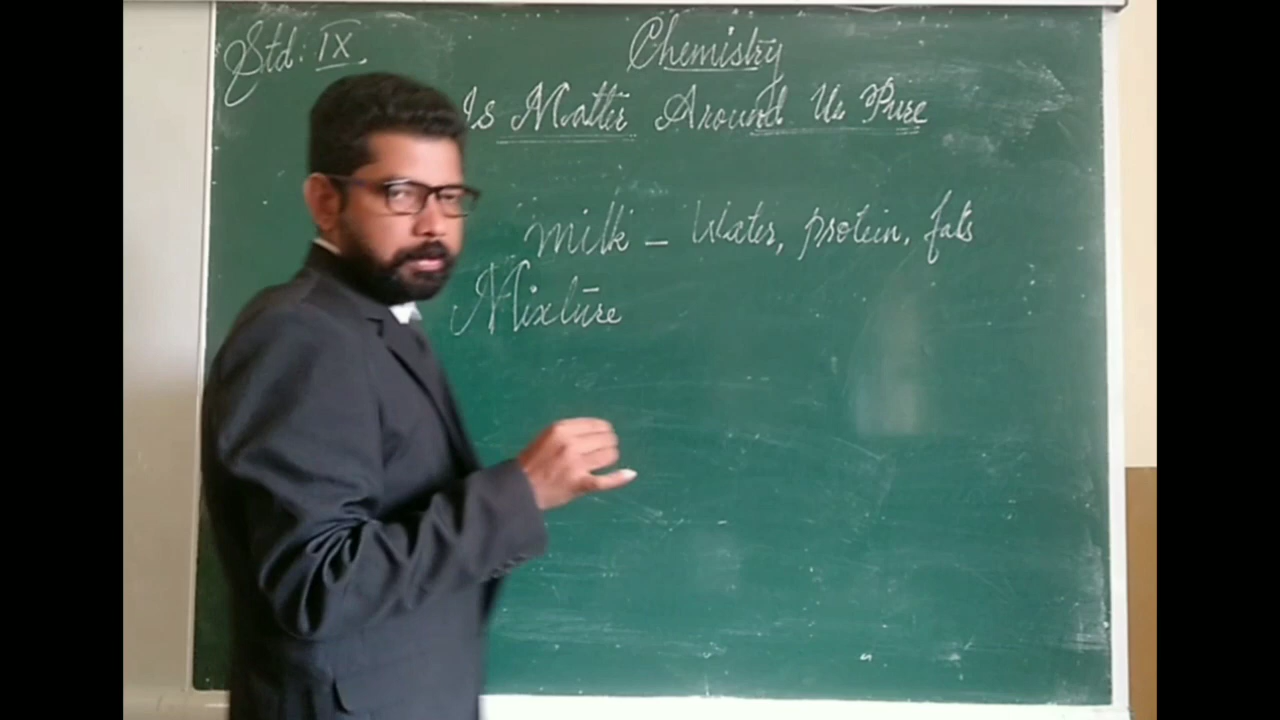 Std: IX
Chemistry
Is Matter Around Us Pure
milk - Water, protein, fats
Mixture